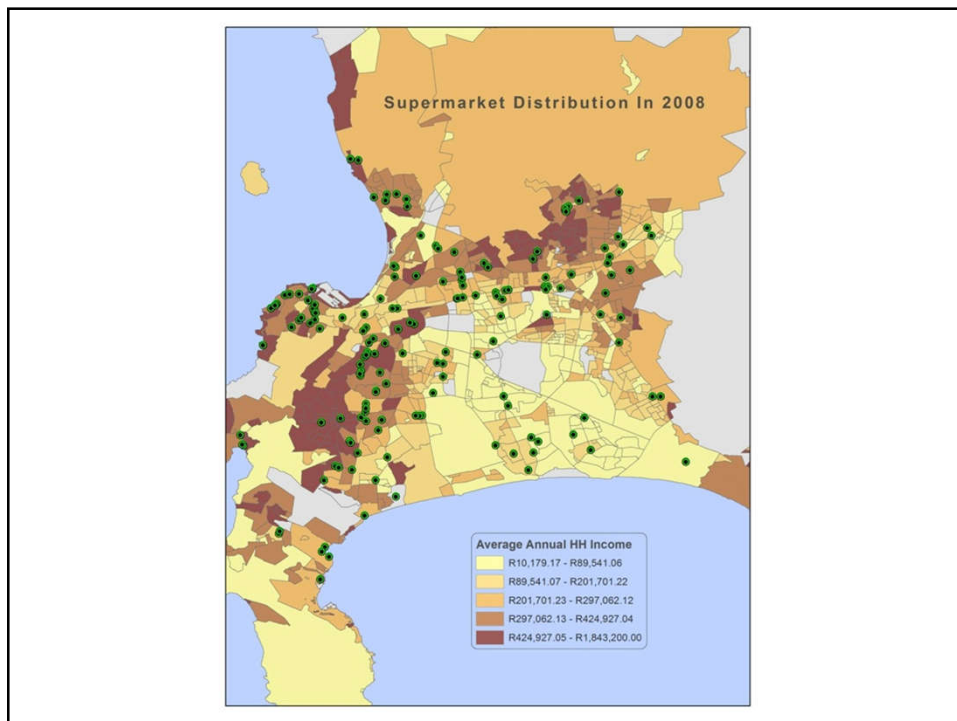 Supermarket Distribution In 2008
Average Annual HH Income
R10,179.17 - R89,541.06
R89,541.07 - R201,701.22
R201,701.23 - R297,062.12
R297,062.13 - R424,927.04
R424,927.05 - R1,843,200.00